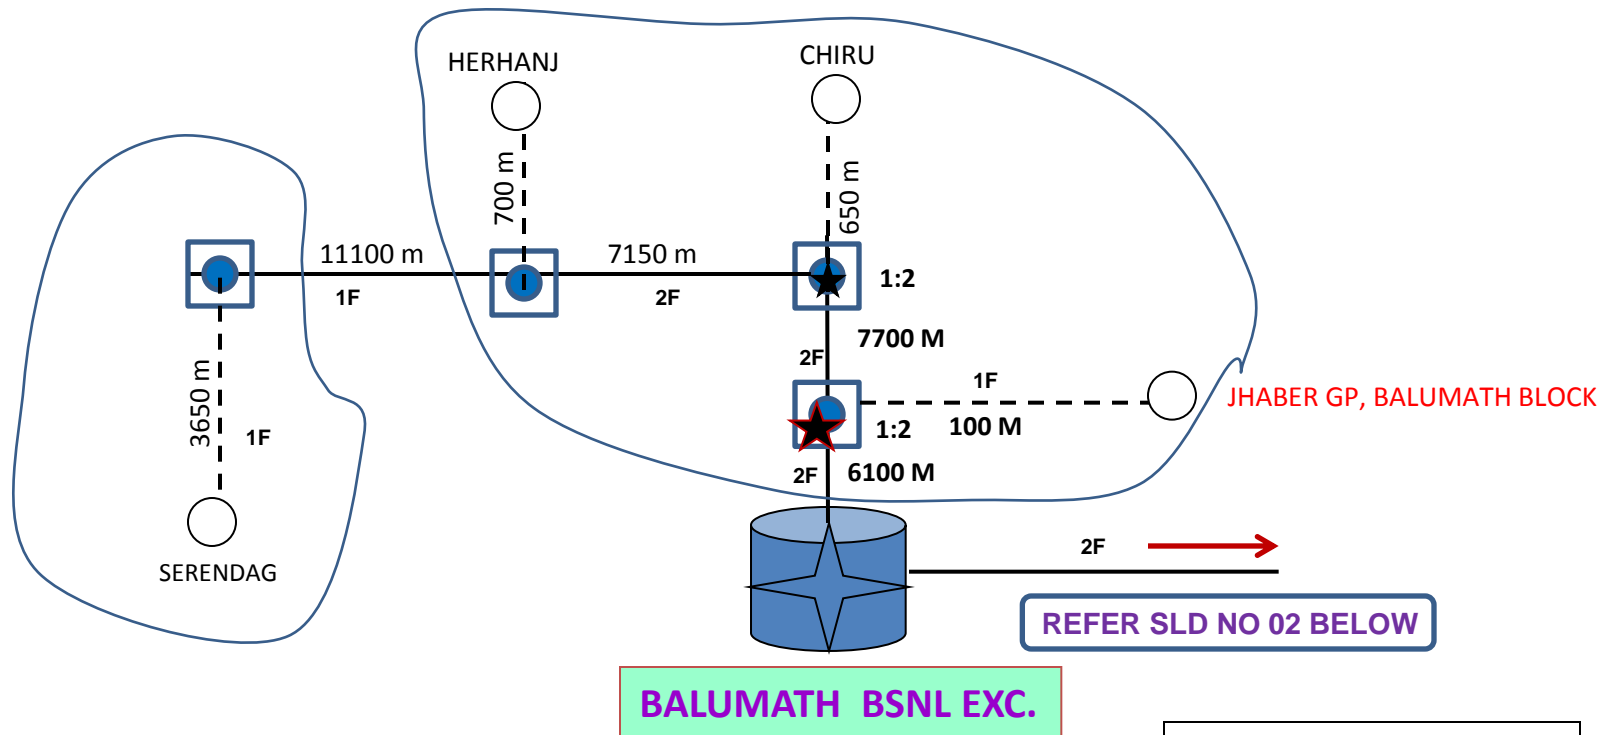 HERHANJ
CHIRU
700 m
650 m
11100 m
7150 m
1F
2F
1:2
7700 M
2F
1F
JHABER GP, BALUMATH BLOCK
100 M
1:2
3650 m
1F
2F
6100 M
SERENDAG
2F
REFER SLD NO 02 BELOW
BALUMATH BSNL EXC.